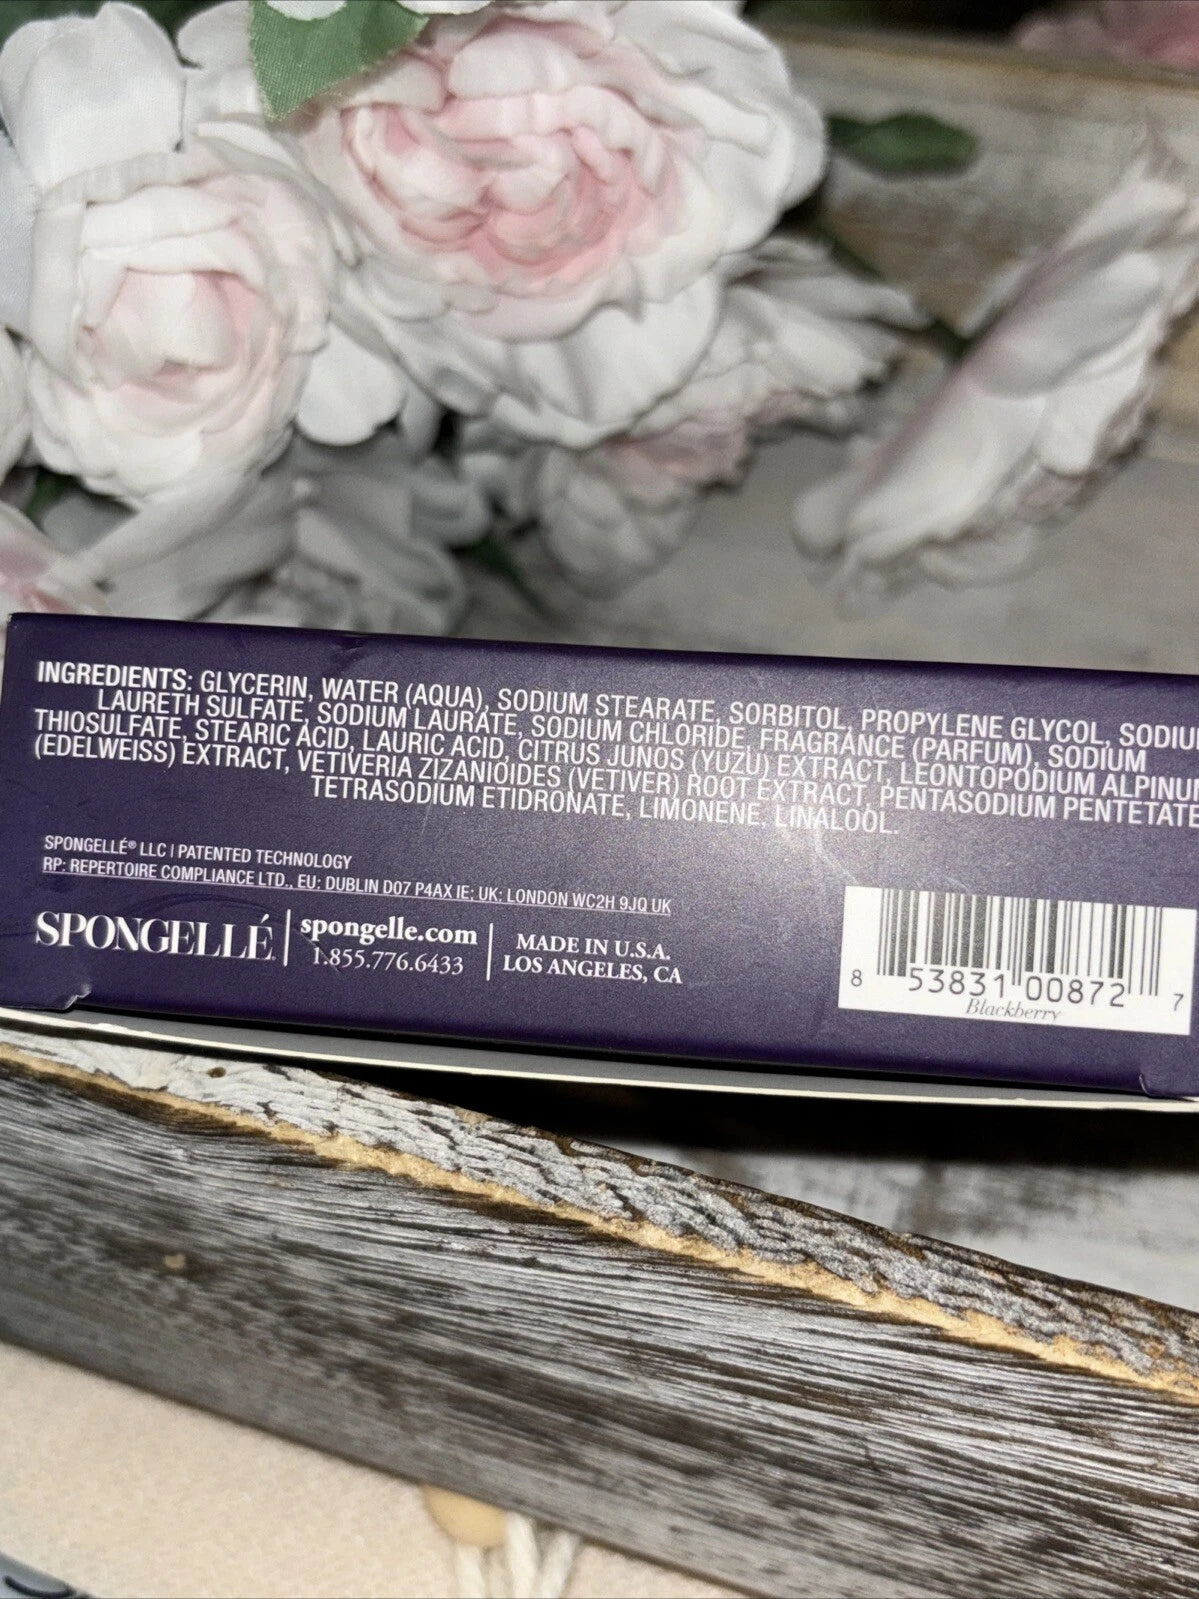 INGREDIENTS: GLYCERIN, WATER (AQUA), SODIUM STEARATE, SORBITOL, PROPYLENE GLYCOL, SODIU
LAURETH SULFATE, SODIUM LAURATE, SODIUM CHLORIDE, FRAGRANCE (PARFUM), SODIUM
THIOSULFATE, STEARIC ACID, LAURIC ACID, CITRUS JUNOS (YUZU) EXTRACT, LEONTOPODIUM ALPINU
(EDELWEISS) EXTRACT, VETIVERIA ZIZANIOIDES (VETIVER) ROOT EXTRACT, PENTASODIUM PENTETATE
TETRASODIUM ETIDRONATE, LIMONENE, LINALOOL.
SPONGELLÉ® LLC | PATENTED TECHNOLOGY
RP: REPERTOIRE COMPLIANCE LTD., EU: DUBLIN D07 P4AX IE; UK: LONDON WC2H 9JQ UK
SPONGELLÉ
spongelle.com
1.855.776.6433
MADE IN U.S.A.
LOS ANGELES, CA
8 53831 00872 7
Blackberry